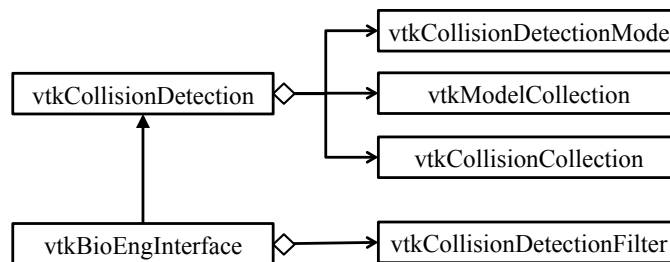 vtkCollisionDetectionMode
vtkCollisionDetection
vtkModelCollection
vtkCollisionCollection
vtkBioEngInterface
vtkCollisionDetectionFilter